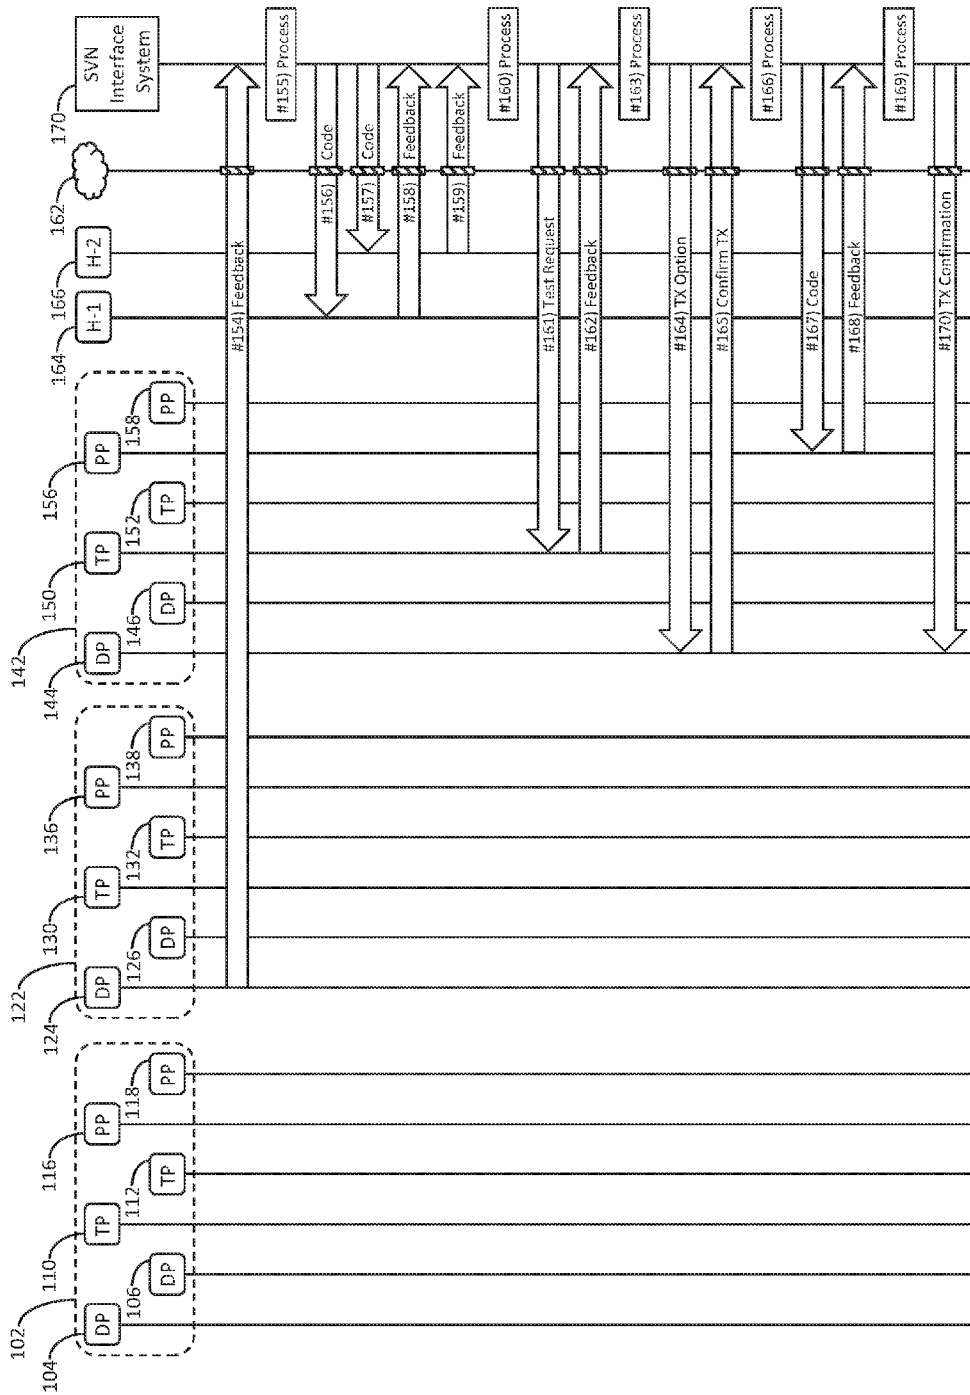 102
104
DP
106
DP
110
TP
112
TP
116
PP
118
PP
122
124
DP
126
DP
130
TP
132
TP
136
PP
138
PP
142
144
DP
146
DP
150
TP
152
TP
156
PP
158
PP
164
H-1
166
H-2
162
170
SVN
Interface
System
#154) Feedback
#155) Process
#156) Code
#157) Code
#158) Feedback
#159) Feedback
#160) Process
#161) Test Request
#162) Feedback
#163) Process
#164) TX Option
#165) Confirm TX
#166) Process
#167) Code
#168) Feedback
#169) Process
#170) TX Confirmation